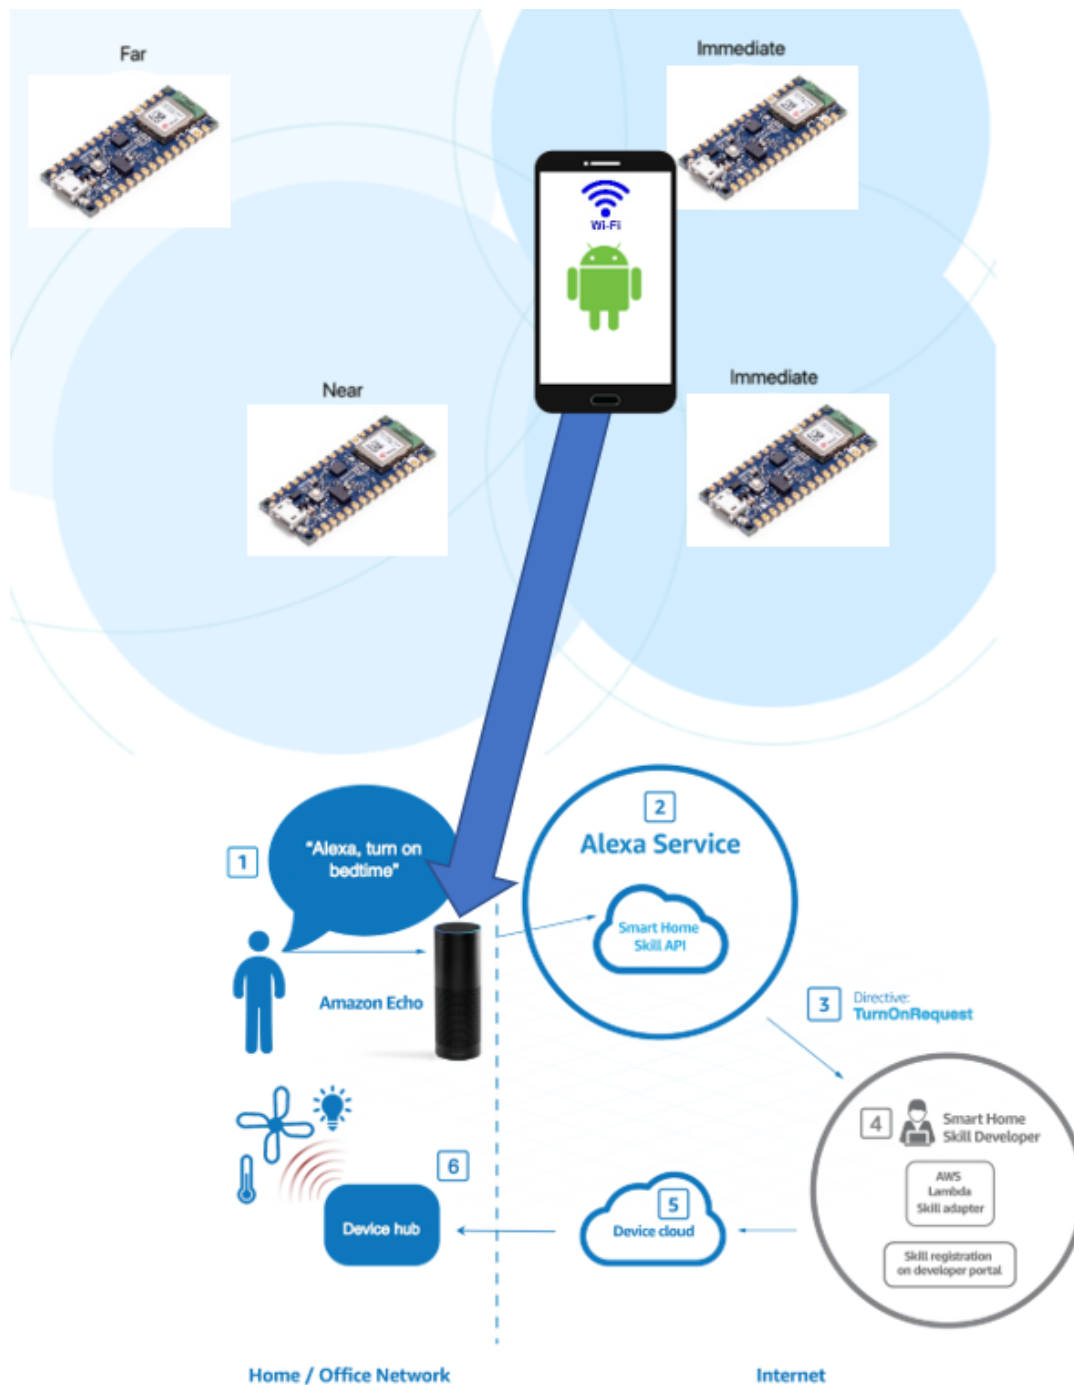 Far
Immediate
Wi-Fi
Near
Immediate
1
"Alexa, turn on
bedtime"
2
Alexa Service
Smart Home
Skill API
Amazon Echo
3
Directive:
TurnOnRequest
4
Smart Home
Skill Developer
AWS
Lambda
Skill adapter
Skill registration
on developer portal
5
Device cloud
6
Device hub
Home / Office Network
Internet